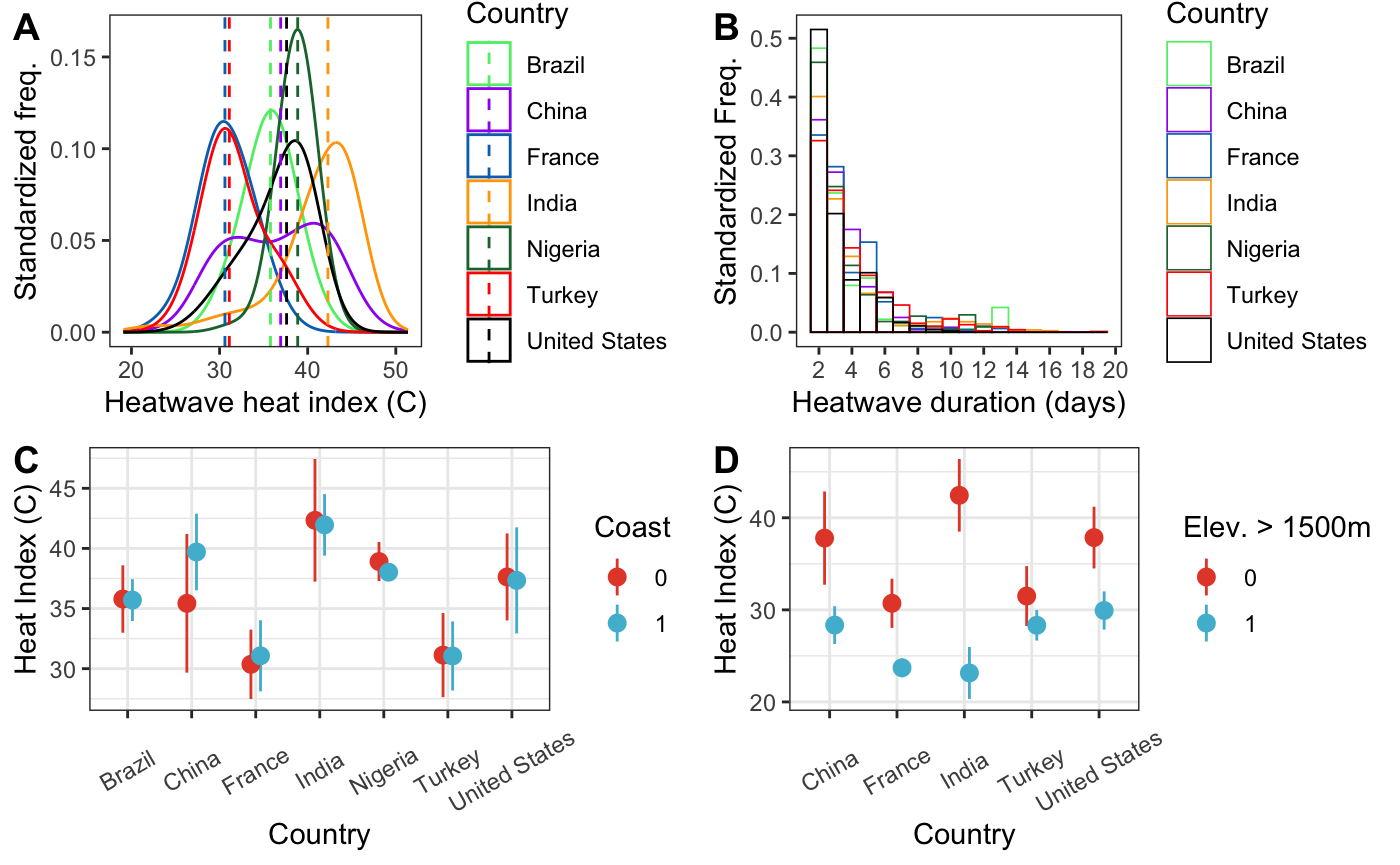 A
Standardized freq.
0.15
0.10
0.05
0.00
20 30 40 50
Heatwave heat index (C)
Country
Brazil
China
France
India
Nigeria
Turkey
United States
B
Standardized Freq.
0.5
0.4
0.3
0.2
0.1
0.0
2 4 6 8 10 12 14 16 18 20
Heatwave duration (days)
Country
Brazil
China
France
India
Nigeria
Turkey
United States
C
Heat Index (C)
45
40
35
30
Brazil China France India Nigeria Turkey United States
Country
Coast
0
1
D
Heat Index (C)
40
30
20
China France India Turkey United States
Country
Elev. > 1500m
0
1